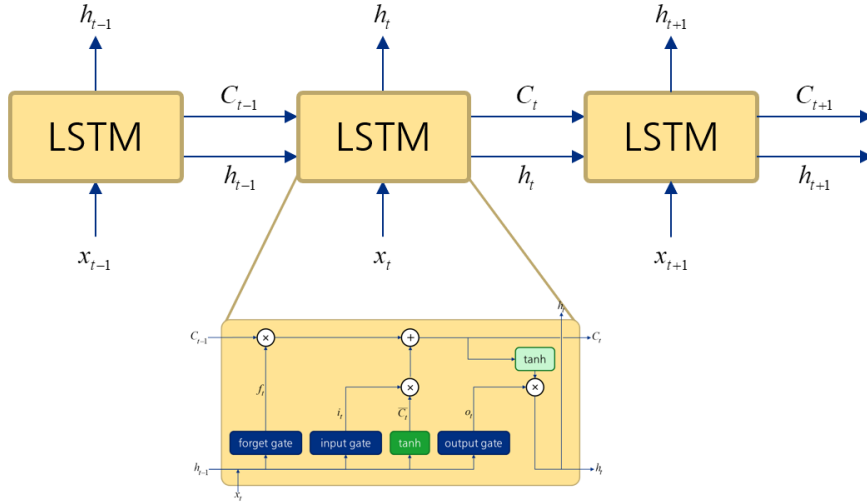 h_{t-1} h_t h_{t+1}
C_{t-1} C_t C_{t+1}
LSTM LSTM LSTM
h_{t-1} h_t h_{t+1}
x_{t-1} x_t x_{t+1}
h_t
C_{t-1} × + C_t
tanh
f_t i_t × C̅_t o_t ×
forget gate input gate tanh output gate
h_{t-1} h_t
x_t